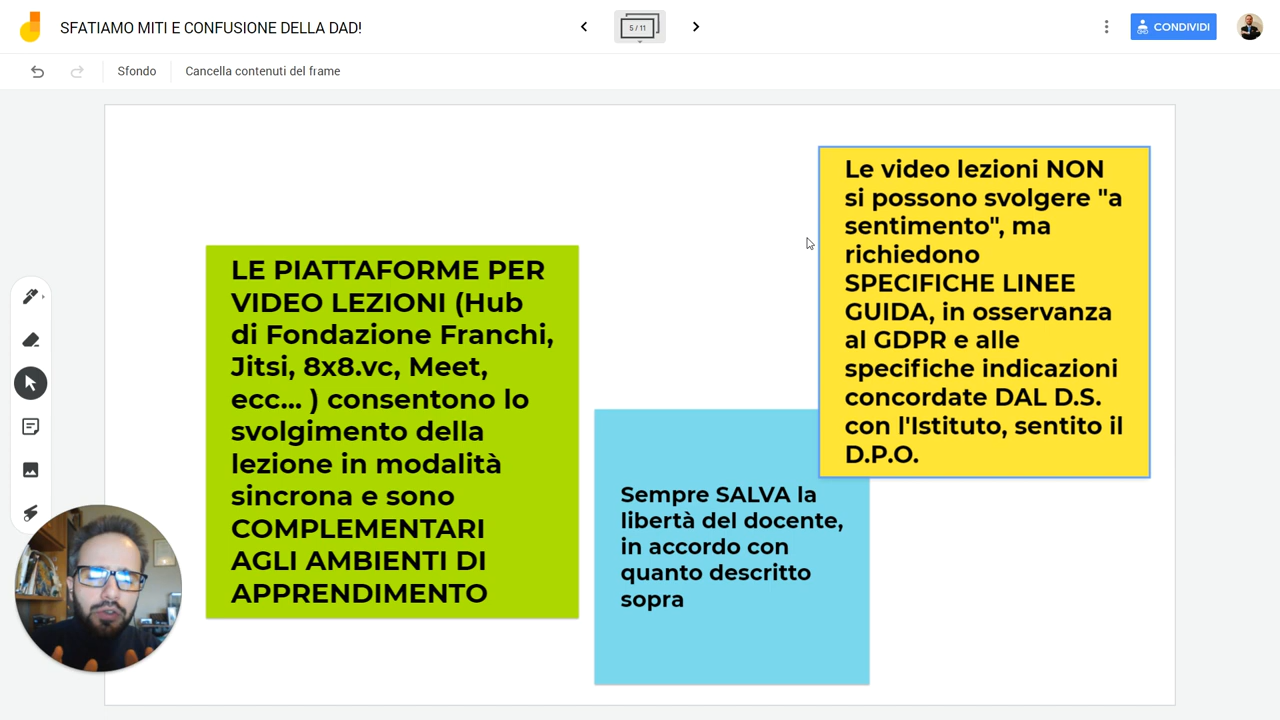 SFATIAMO MITI E CONFUSIONE DELLA DAD!
5 / 11
CONDIVIDI
Sfondo
Cancella contenuti del frame
LE PIATTAFORME PER
VIDEO LEZIONI (Hub
di Fondazione Franchi,
Jitsi, 8x8.vc, Meet,
ecc... ) consentono lo
svolgimento della
lezione in modalità
sincrona e sono
COMPLEMENTARI
AGLI AMBIENTI DI
APPRENDIMENTO
Sempre SALVA la
libertà del docente,
in accordo con
quanto descritto
sopra
Le video lezioni NON
si possono svolgere "a
sentimento", ma
richiedono
SPECIFICHE LINEE
GUIDA, in osservanza
al GDPR e alle
specifiche indicazioni
concordate DAL D.S.
con l'Istituto, sentito il
D.P.O.